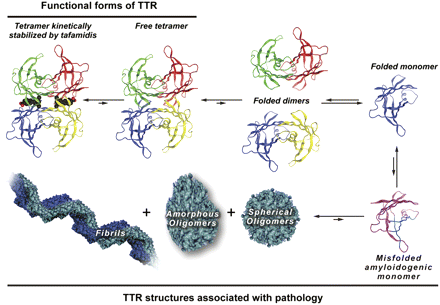 Functional forms of TTR
Tetramer kinetically
stabilized by tafamidis
Free tetramer
Folded dimers
Folded monomer
Fibrils
+
Amorphous
Oligomers
+
Spherical
Oligomers
Misfolded
amyloidogenic
monomer
TTR structures associated with pathology